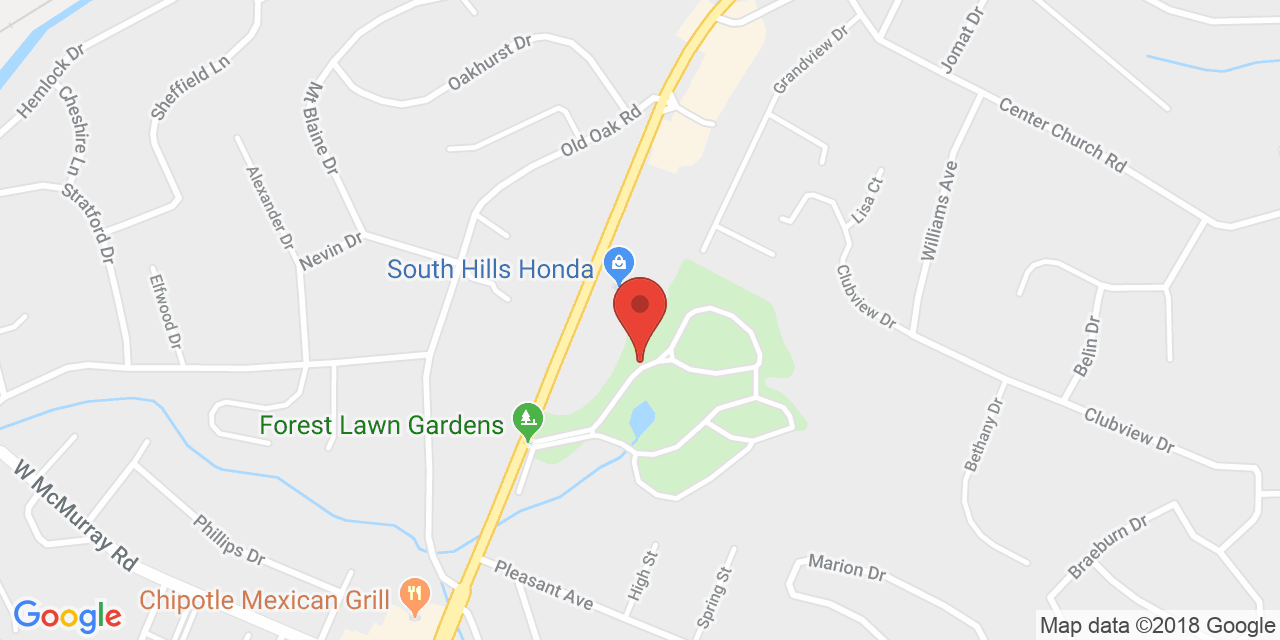 Hemlock Dr
Sheffield Ln
Cheshire Ln
Oakhurst Dr
Mt Blaine Dr
Old Oak Rd
Grandview Dr
Jomat Dr
Center Church Rd
Stratford Dr
Alexander Dr
Nevin Dr
Elfwood Dr
Lisa Ct
Williams Ave
South Hills Honda
Clubview Dr
Belin Dr
Forest Lawn Gardens
Bethany Dr
Clubview Dr
W McMurray Rd
Phillips Dr
Pleasant Ave
High St
Spring St
Marion Dr
Braeburn Dr
Chipotle Mexican Grill
Google
Map data ©2018 Google